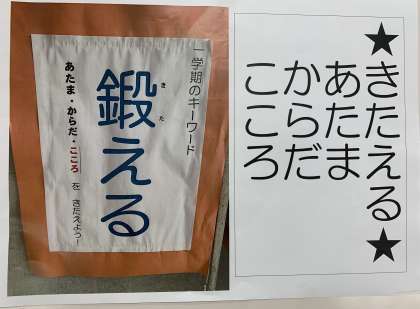 ★きたえる★
あたま
からだ
こころ
一学期のキーワード
鍛える
きた
あたま・からだ・こころ を きたえよう！